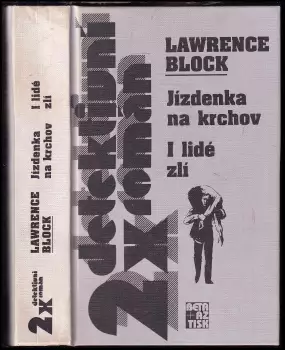 2x detektivní
román
LAWRENCE
BLOCK
Jízdenka
na krchov
I lidé
zlí
2x detektivní
román
LAWRENCE
BLOCK
Jízdenka
na krchov
I lidé
zlí
BETA
AZ
TISK